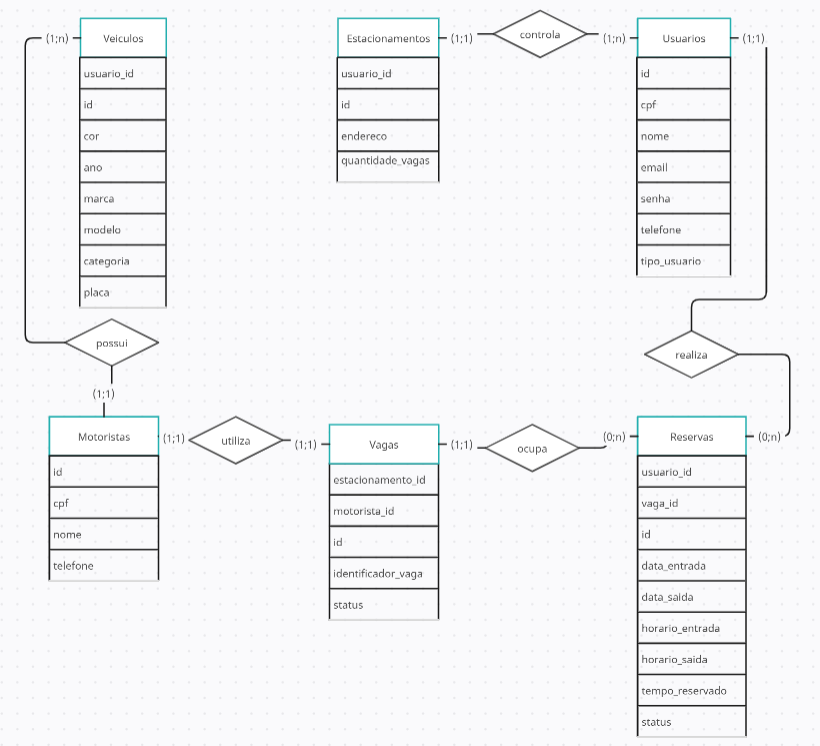 (1;n)
Veiculos
usuario_id
id
cor
ano
marca
modelo
categoria
placa
possui
(1;1)
Estacionamentos
(1;1)
controla
(1;n)
Usuarios
(1;1)
usuario_id
id
endereco
quantidade_vagas
id
cpf
nome
email
senha
telefone
tipo_usuario
realiza
Motoristas
(1;1)
utiliza
(1;1)
Vagas
(1;1)
ocupa
(0;n)
Reservas
(0;n)
id
cpf
nome
telefone
estacionamento_id
motorista_id
id
identificador_vaga
status
usuario_id
vaga_id
id
data_entrada
data_saida
horario_entrada
horario_saida
tempo_reservado
status